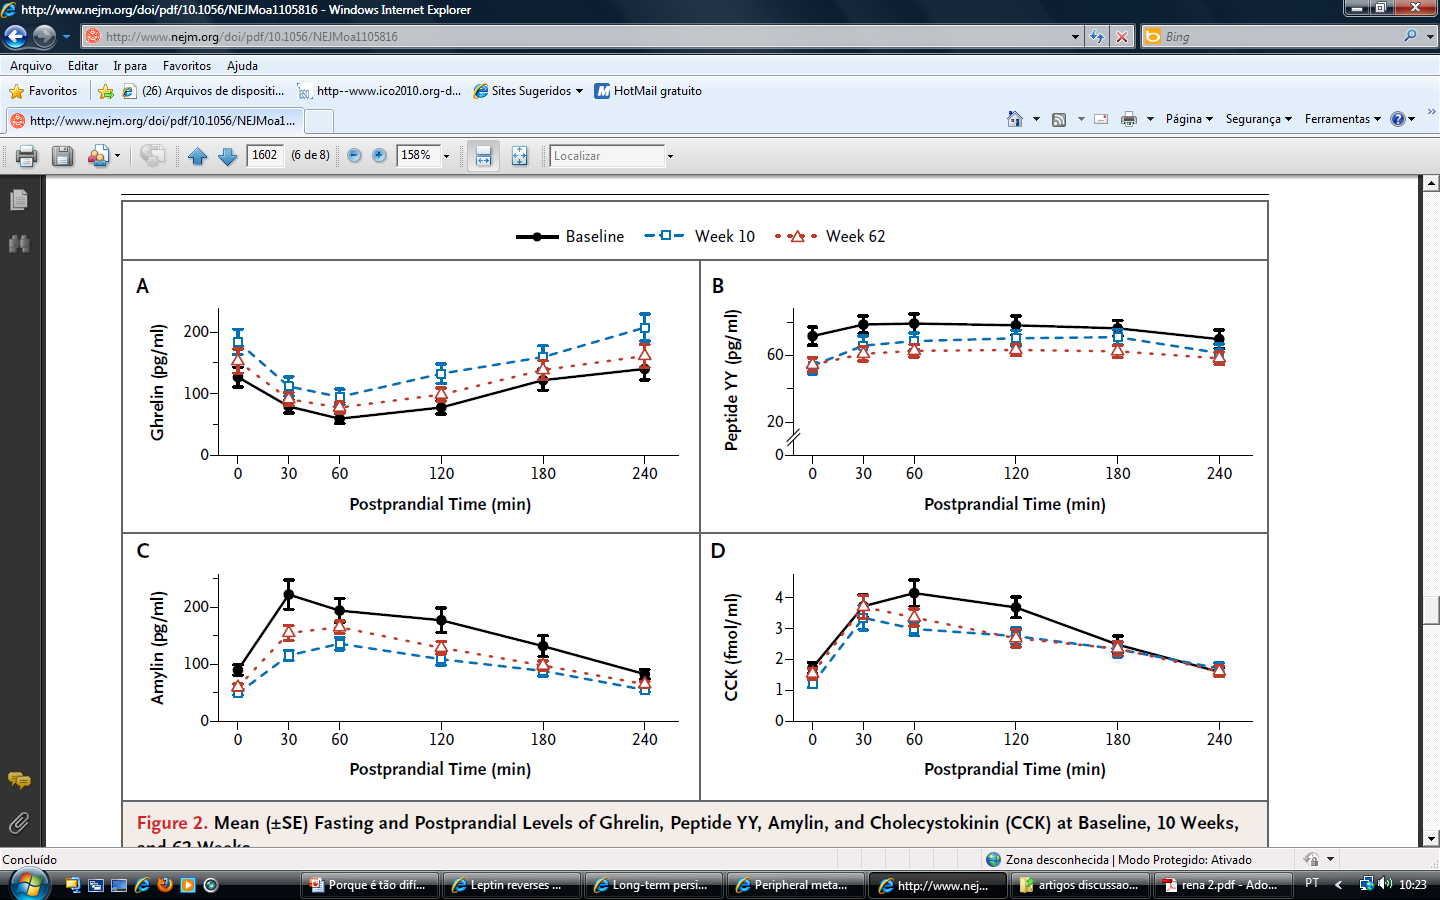 http://www.nejm.org/doi/pdf/10.1056/NEJMoa1105816 - Windows Internet Explorer
http://www.nejm.org/doi/pdf/10.1056/NEJMoa1105816
Bing
Arquivo Editar Ir para Favoritos Ajuda
Favoritos (26) Arquivos de dispositi... http--www.ico2010.org-d... Sites Sugeridos HotMail gratuito
http://www.nejm.org/doi/pdf/10.1056/NEJMoa1... Página Segurança Ferramentas
1602 (6 de 8) 158% Localizar
Baseline Week 10 Week 62
A
Ghrelin (pg/ml)
200
100
0
0 30 60 120 180 240
Postprandial Time (min)
B
Peptide YY (pg/ml)
60
20
0
0 30 60 120 180 240
Postprandial Time (min)
C
Amylin (pg/ml)
200
100
0
0 30 60 120 180 240
Postprandial Time (min)
D
CCK (fmol/ml)
4
3
2
1
0
0 30 60 120 180 240
Postprandial Time (min)
Figure 2. Mean (±SE) Fasting and Postprandial Levels of Ghrelin, Peptide YY, Amylin, and Cholecystokinin (CCK) at Baseline, 10 Weeks,
and 62 Weeks
Concluído Zona desconhecida | Modo Protegido: Ativado
Porque é tão difí... Leptin reverses ... Long-term persi... Peripheral meta... http://www.nej... artigos discussao... rena 2.pdf - Ado... PT 10:23